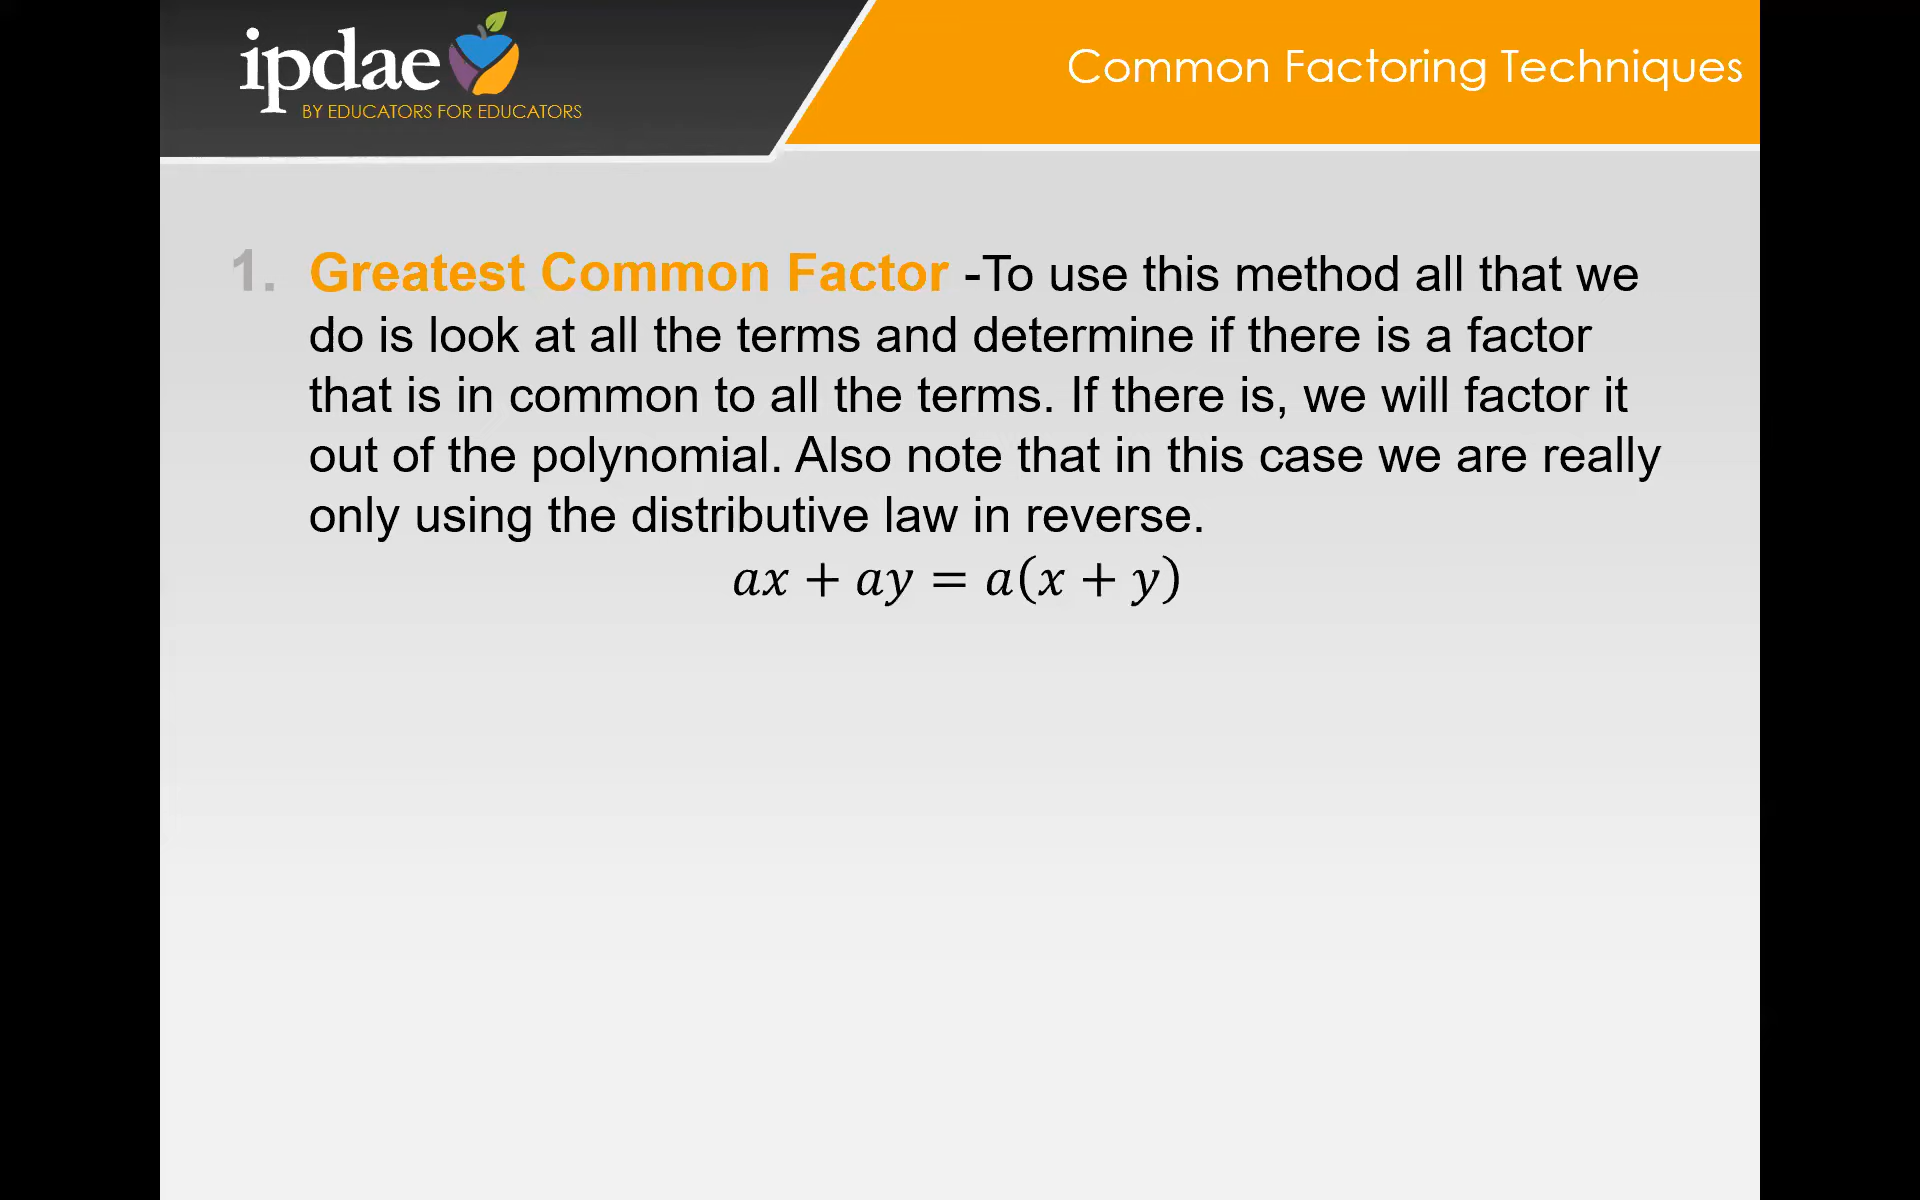 ipdae
BY EDUCATORS FOR EDUCATORS
Common Factoring Techniques
1. Greatest Common Factor -To use this method all that we
do is look at all the terms and determine if there is a factor
that is in common to all the terms. If there is, we will factor it
out of the polynomial. Also note that in this case we are really
only using the distributive law in reverse.
𝑎𝑥 + 𝑎𝑦 = 𝑎(𝑥 + 𝑦)